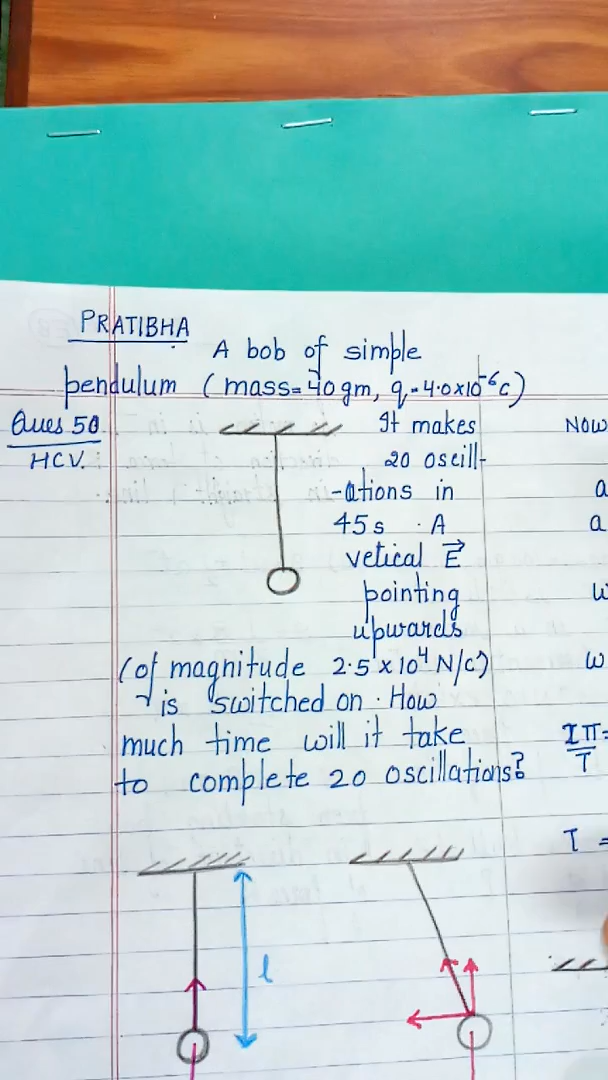 PRATIBHA
A bob of simple
pendulum (mass=40gm, q=4.0x10⁻⁶c)
Ques 50
HCV.
It makes
20 oscill-
-ations in
45s . A
vetical E⃗
pointing
upwards
(of magnitude 2.5x10⁴ N/c)
is switched on. How
much time will it take
to complete 20 oscillations?
l
NOW
a
a
w
w
2π=
T
T =